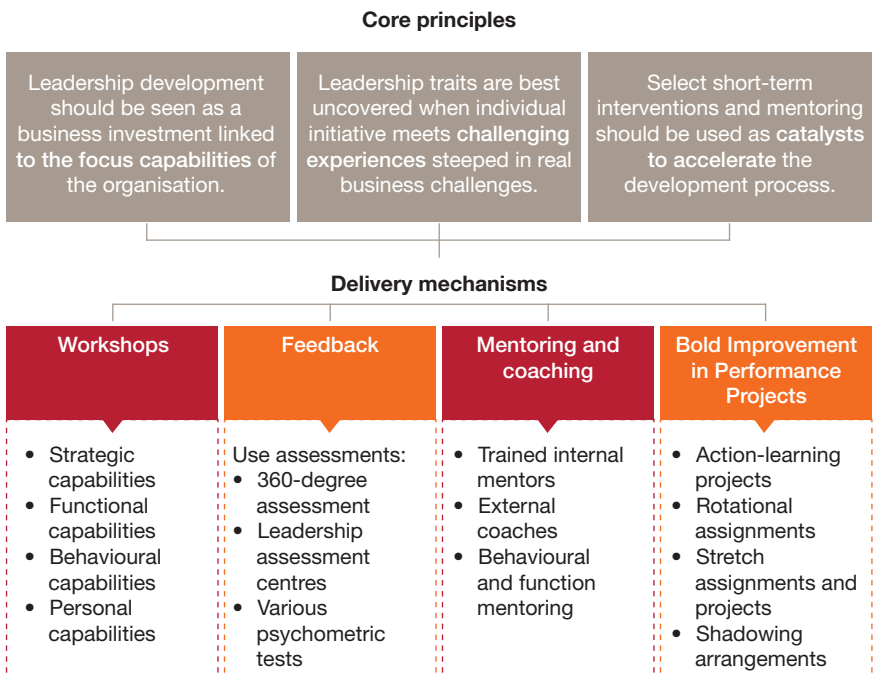 Core principles
Leadership development
should be seen as a
business investment linked
to the focus capabilities of
the organisation.
Leadership traits are best
uncovered when individual
initiative meets challenging
experiences steeped in real
business challenges.
Select short-term
interventions and mentoring
should be used as catalysts
to accelerate the
development process.
Delivery mechanisms
Workshops
• Strategic
capabilities
• Functional
capabilities
• Behavioural
capabilities
• Personal
capabilities
Feedback
Use assessments:
• 360-degree
assessment
• Leadership
assessment
centres
• Various
psychometric
tests
Mentoring and
coaching
• Trained internal
mentors
• External
coaches
• Behavioural
and function
mentoring
Bold Improvement
in Performance
Projects
• Action-learning
projects
• Rotational
assignments
• Stretch
assignments and
projects
• Shadowing
arrangements